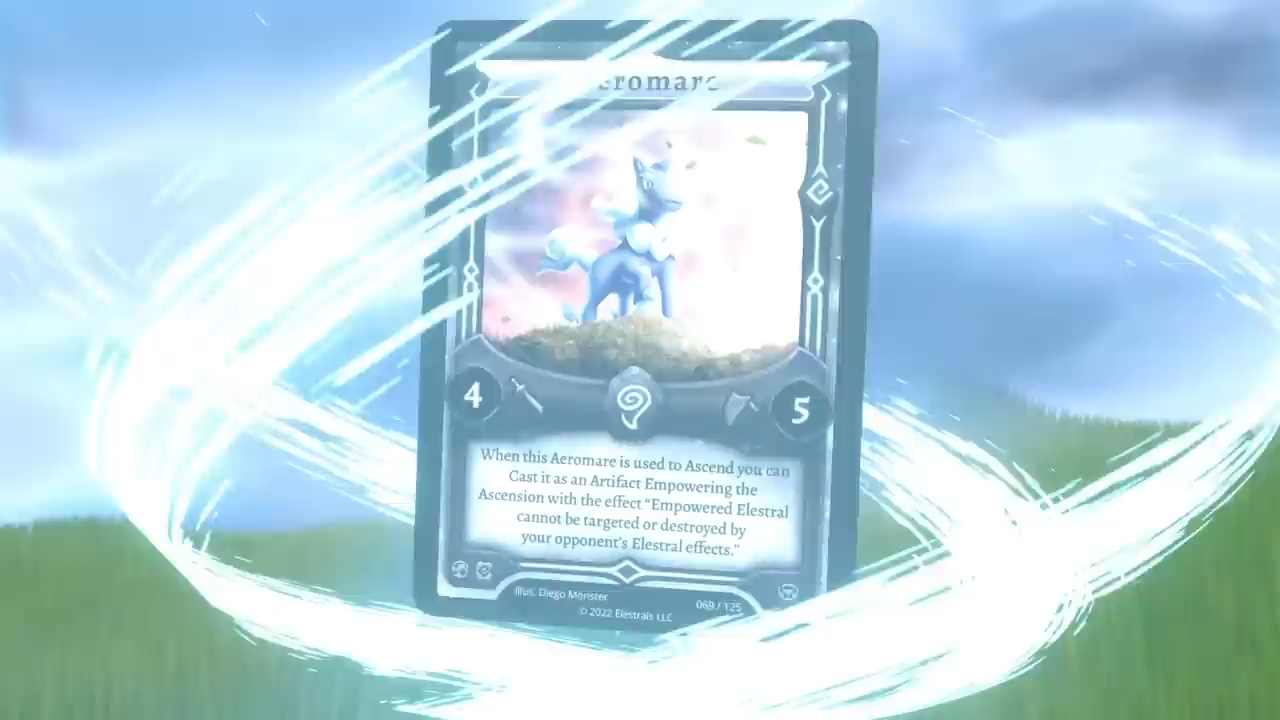 Aeromare
4
5
When this Aeromare is used to Ascend you can
Cast it as an Artifact Empowering the
Ascension with the effect "Empowered Elestral
cannot be targeted or destroyed by
your opponent's Elestral effects."
Illus. Diego Monster
069 / 125
© 2022 Elestrals LLC